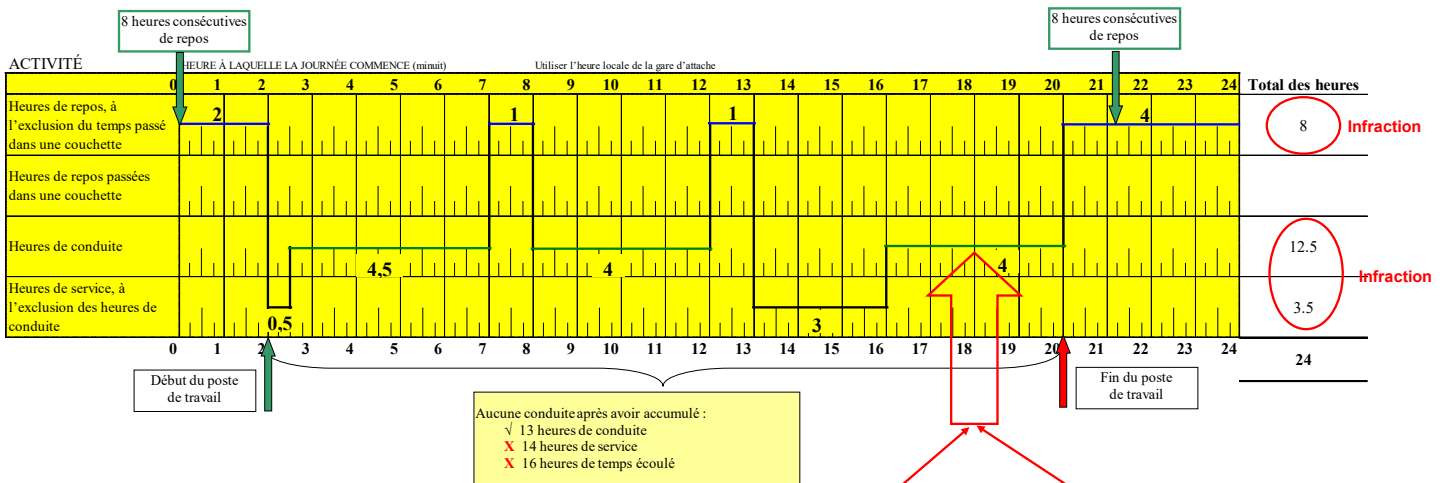 8 heures consécutives
de repos
8 heures consécutives
de repos
ACTIVITÉ
HEURE À LAQUELLE LA JOURNÉE COMMENCE (minuit)
Utiliser l'heure locale de la gare d'attache
0 1 2 3 4 5 6 7 8 9 10 11 12 13 14 15 16 17 18 19 20 21 22 23 24
Total des heures
Heures de repos, à
l'exclusion du temps passé
dans une couchette
2
1
1
4
8
Infraction
Heures de repos passées
dans une couchette
Heures de conduite
4,5
4
4
12.5
Infraction
Heures de service, à
l'exclusion des heures de
conduite
0,5
3
3.5
0 1 2 3 4 5 6 7 8 9 10 11 12 13 14 15 16 17 18 19 20 21 22 23 24
24
Début du poste
de travail
Fin du poste
de travail
Aucune conduite après avoir accumulé :
√ 13 heures de conduite
X 14 heures de service
X 16 heures de temps écoulé